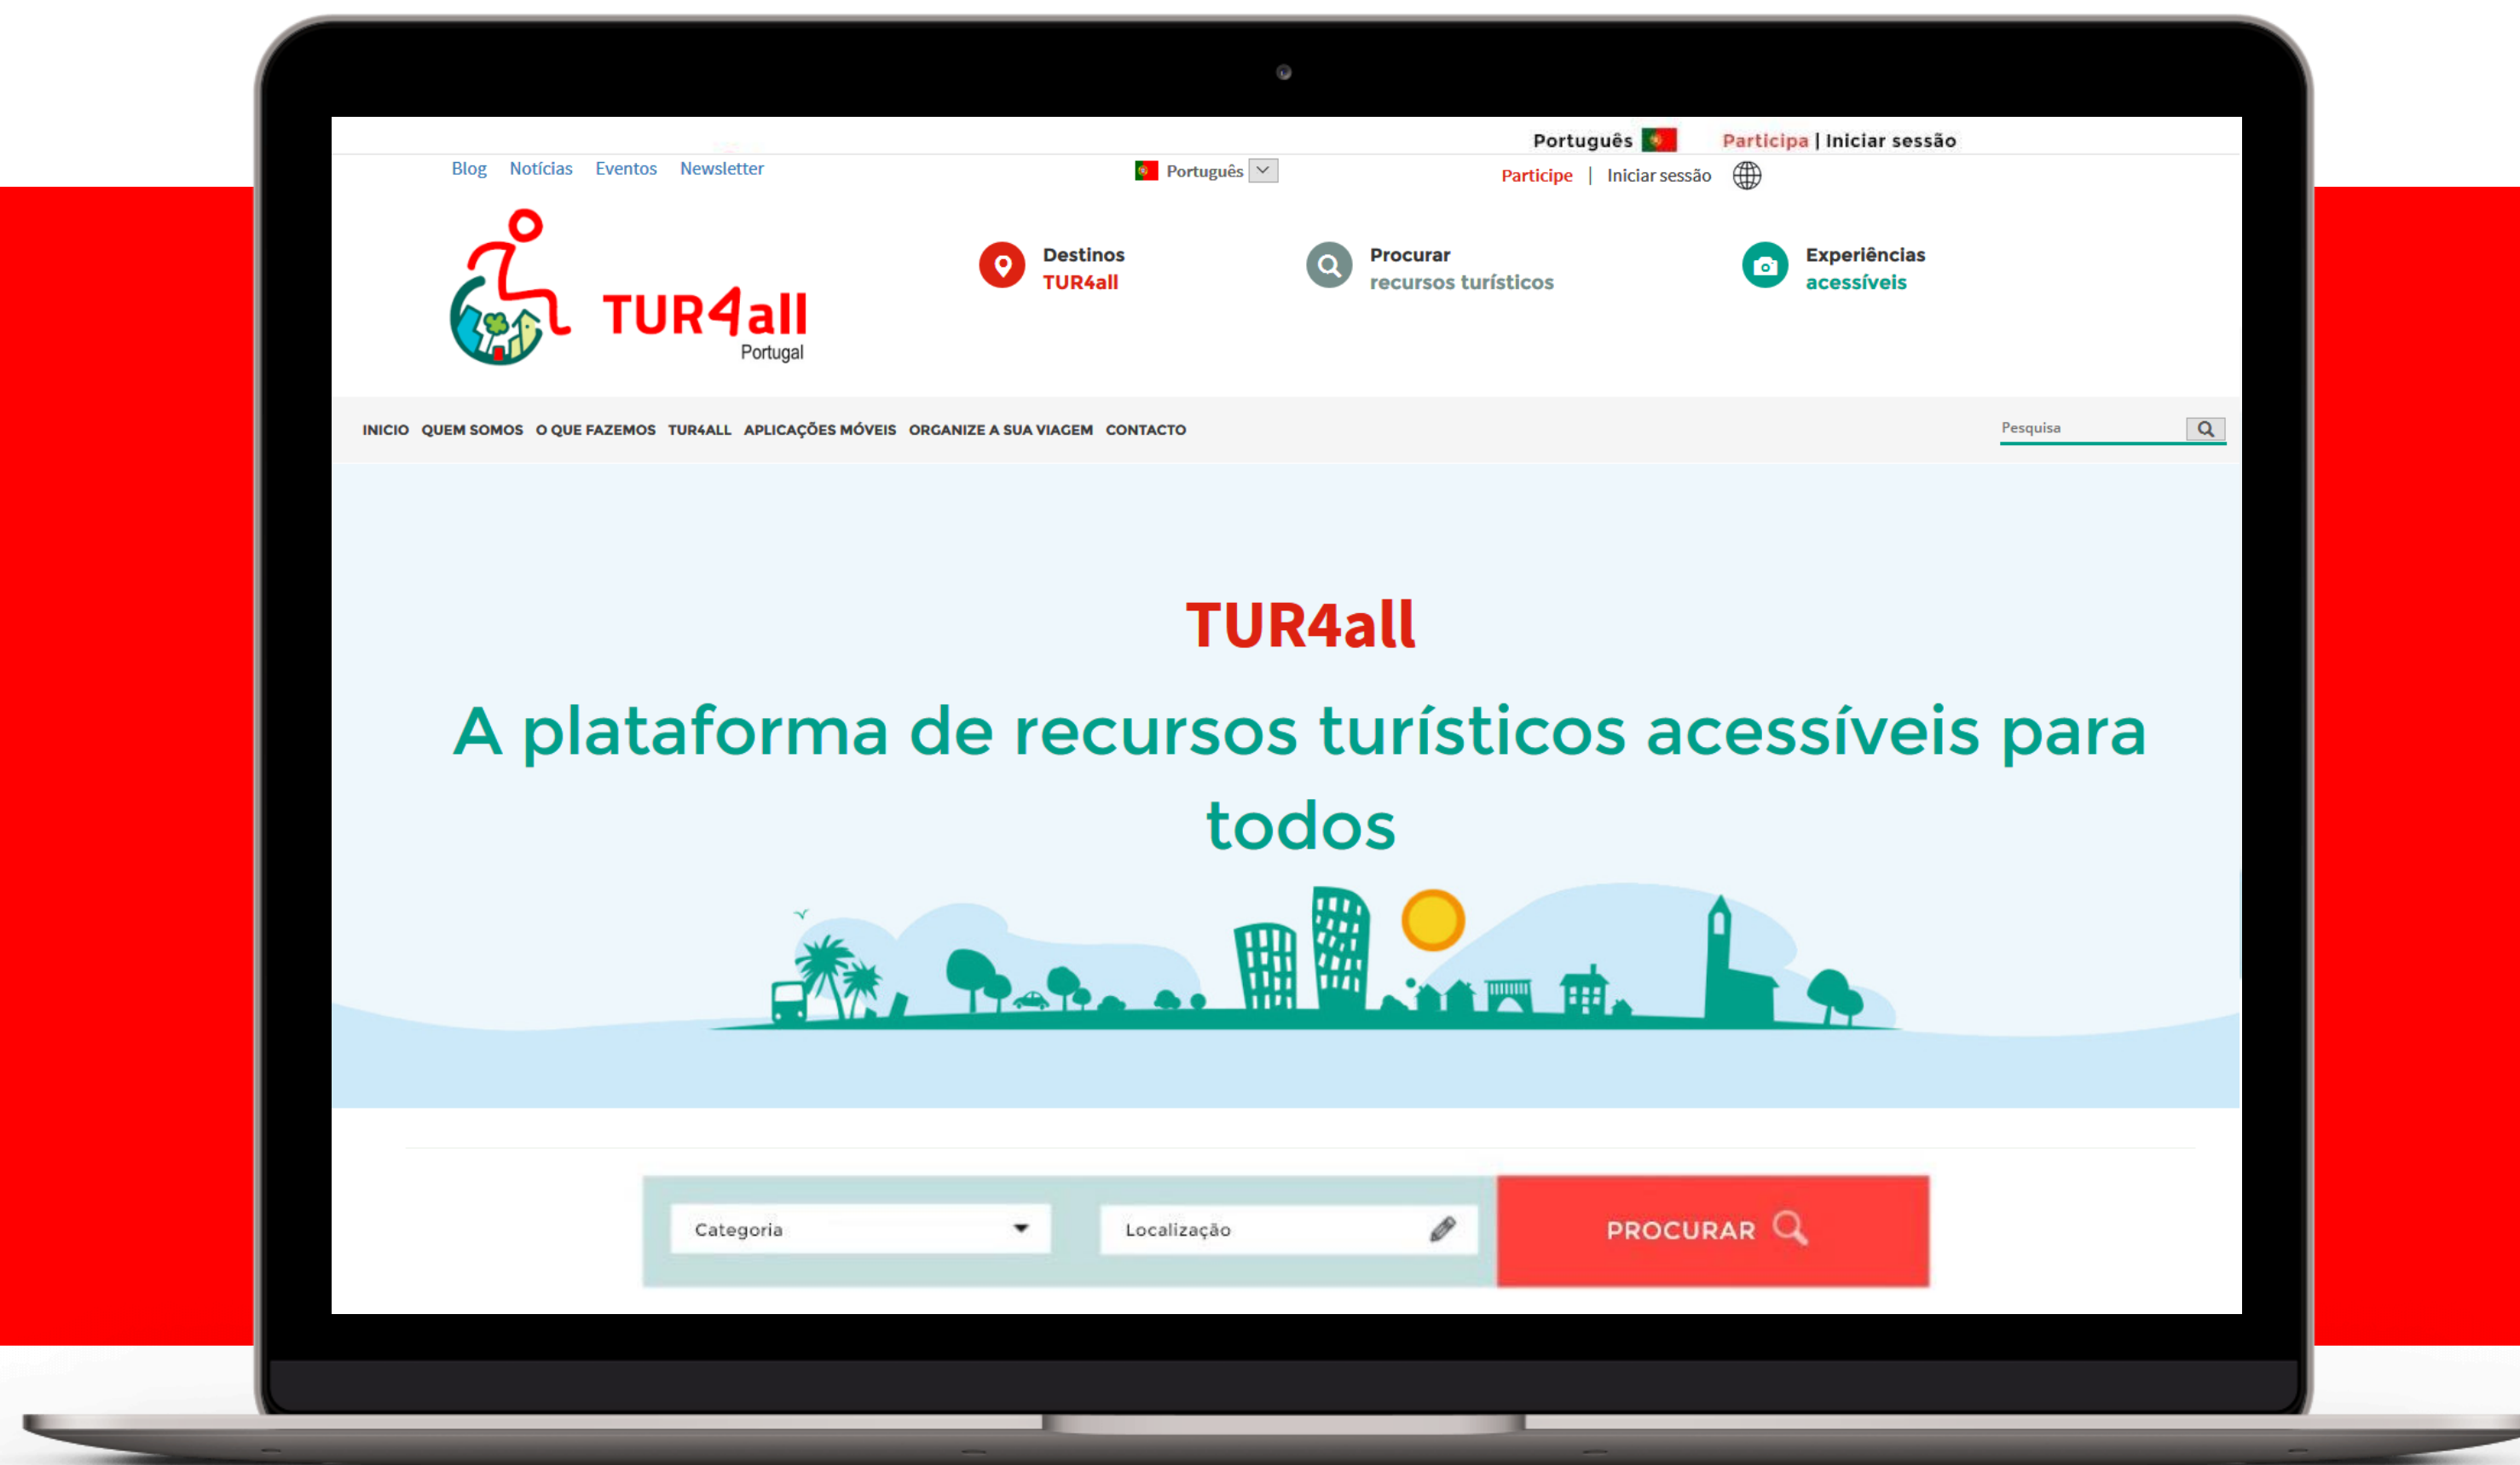 Português Participa | Iniciar sessão
Blog Notícias Eventos Newsletter Português Participe | Iniciar sessão
TUR4all
Portugal
Destinos
TUR4all
Procurar
recursos turísticos
Experiências
acessíveis
INICIO QUEM SOMOS O QUE FAZEMOS TUR4ALL APLICAÇÕES MÓVEIS ORGANIZE A SUA VIAGEM CONTACTO Pesquisa
TUR4all
A plataforma de recursos turísticos acessíveis para
todos
Categoria Localização PROCURAR